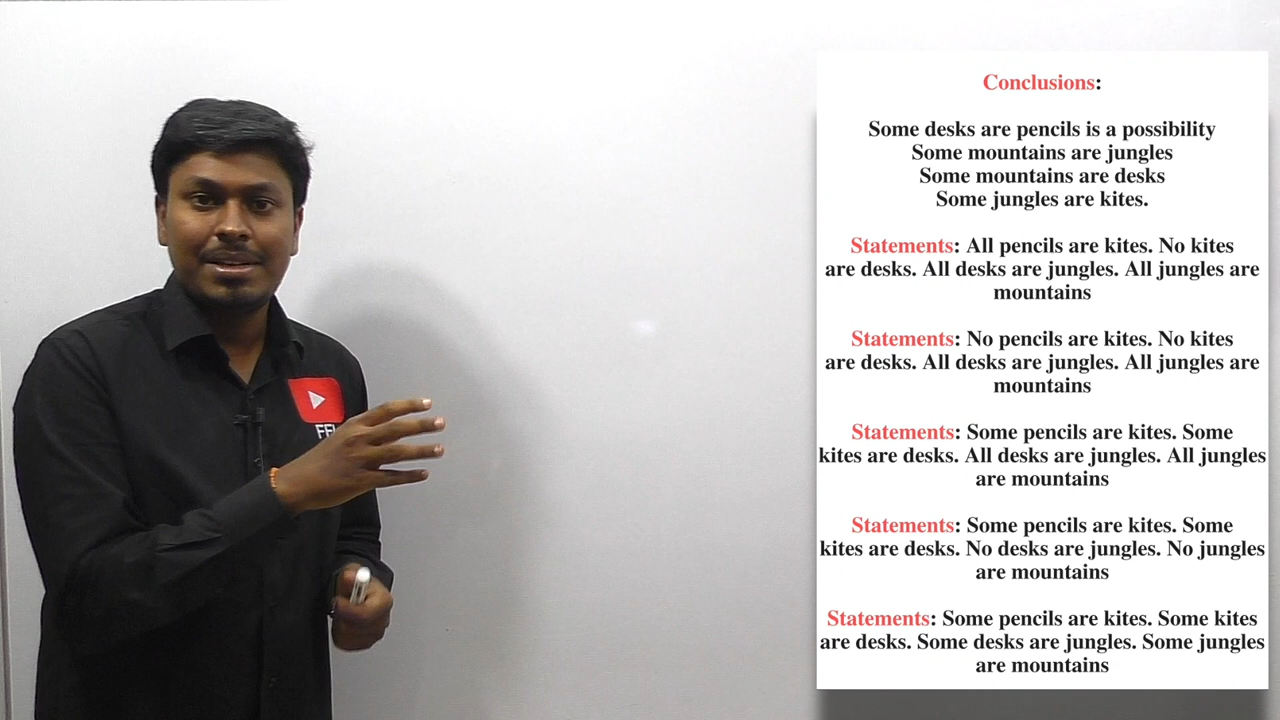 Conclusions:
Some desks are pencils is a possibility
Some mountains are jungles
Some mountains are desks
Some jungles are kites.
Statements: All pencils are kites. No kites
are desks. All desks are jungles. All jungles are
mountains
Statements: No pencils are kites. No kites
are desks. All desks are jungles. All jungles are
mountains
Statements: Some pencils are kites. Some
kites are desks. All desks are jungles. All jungles
are mountains
Statements: Some pencils are kites. Some
kites are desks. No desks are jungles. No jungles
are mountains
Statements: Some pencils are kites. Some kites
are desks. Some desks are jungles. Some jungles
are mountains